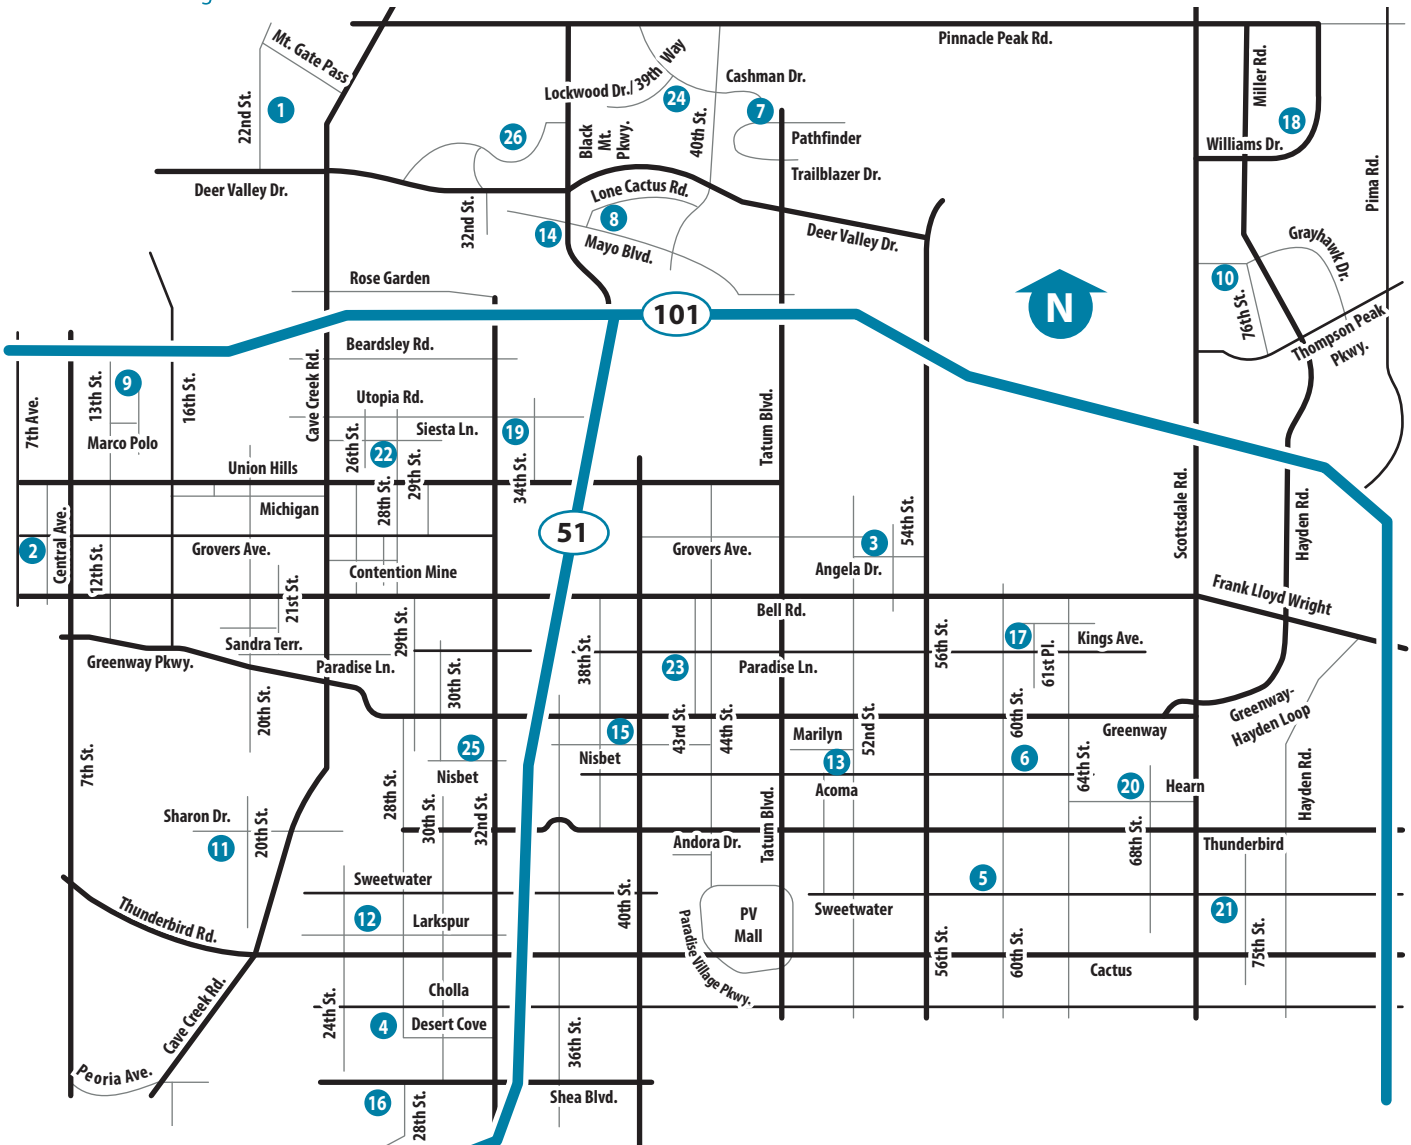 Pinnacle Peak Rd.
Mt. Gate Pass
22nd St.
1
Lockwood Dr./ 39th Way
24
Cashman Dr.
7
40th St.
26
Black
Mt.
Pkwy.
Pathfinder
Trailblazer Dr.
Miller Rd.
18
Williams Dr.
Pima Rd.
Deer Valley Dr.
32nd St.
Lone Cactus Rd.
8
14
Mayo Blvd.
Deer Valley Dr.
Grayhawk Dr.
10
76th St.
Thompson Peak
Pkwy.
Rose Garden
101
N
Beardsley Rd.
Cave Creek Rd.
9
13th St.
16th St.
7th Ave.
Marco Polo
Utopia Rd.
Siesta Ln.
26th St.
22
28th St.
29th St.
19
34th St.
Tatum Blvd.
Union Hills
Michigan
51
Scottsdale Rd.
Hayden Rd.
2
Central Ave.
12th St.
Grovers Ave.
Contention Mine
21st St.
Grovers Ave.
3
54th St.
Angela Dr.
Frank Lloyd Wright
Bell Rd.
Sandra Terr.
Greenway Pkwy.
Paradise Ln.
29th St.
30th St.
38th St.
23
Paradise Ln.
56th St.
17
61st Pl.
Kings Ave.
20th St.
7th St.
25
Nisbet
15
Nisbet
43rd St.
44th St.
Marilyn
13
Acoma
52nd St.
60th St.
6
64th St.
Greenway
20
Hearn
Greenway-
Hayden Loop
Hayden Rd.
Sharon Dr.
11
20th St.
28th St.
30th St.
32nd St.
Andora Dr.
Tatum Blvd.
68th St.
Thunderbird
Sweetwater
12
Larkspur
40th St.
PV
Mall
Paradise Village Pkwy.
Sweetwater
5
21
75th St.
Thunderbird Rd.
Cave Creek Rd.
56th St.
60th St.
Cactus
Cholla
24th St.
4
Desert Cove
36th St.
Peoria Ave.
16
28th St.
Shea Blvd.